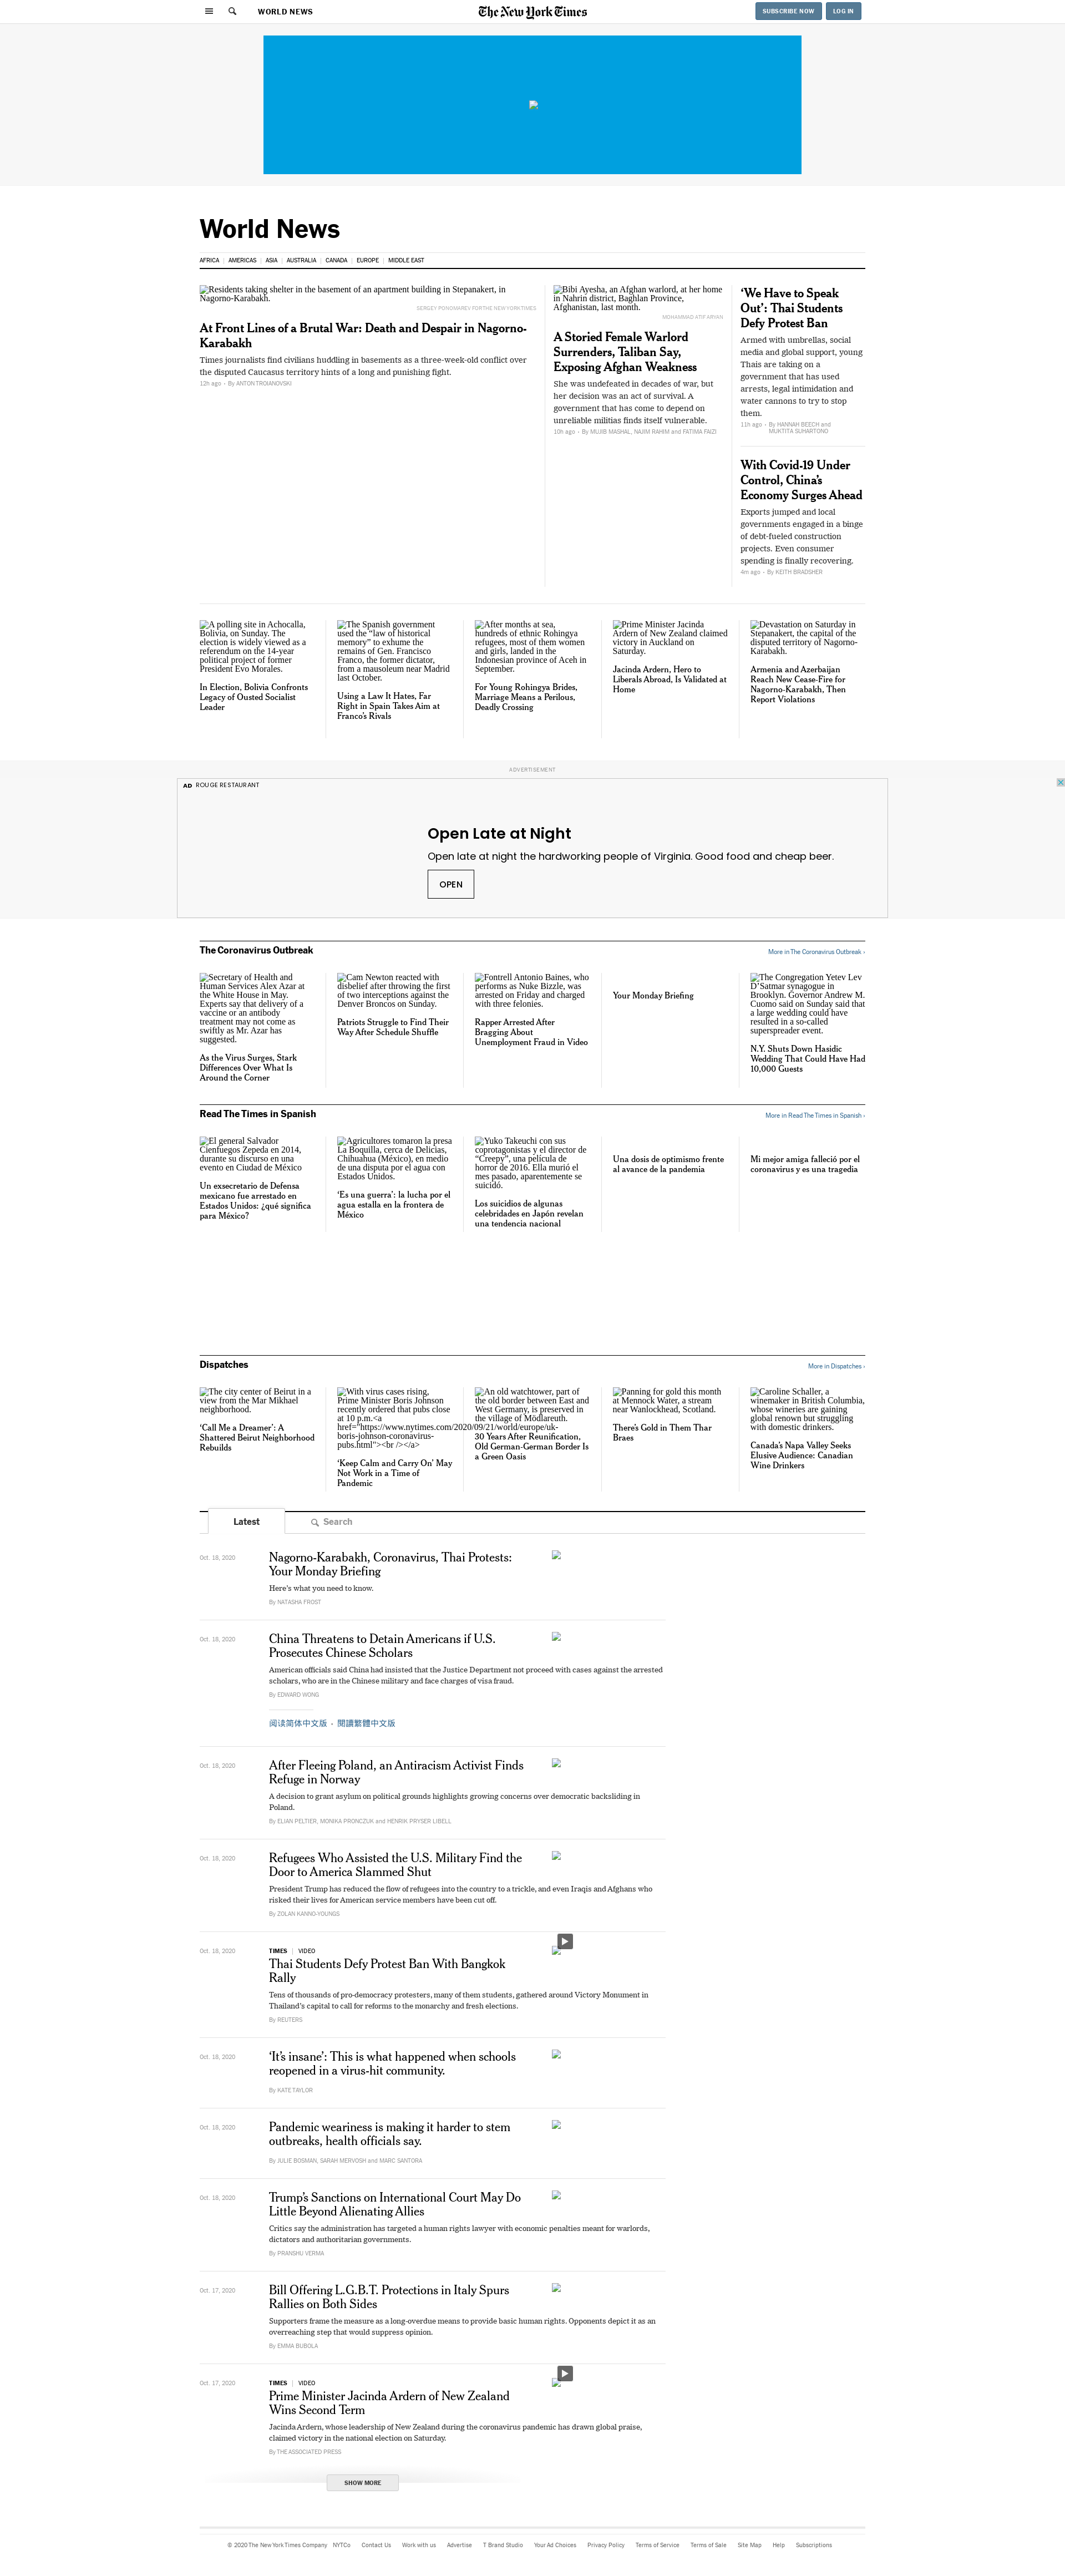 WORLD NEWS
The New York Times
SUBSCRIBE NOW
LOG IN
World News
AFRICA
AMERICAS
ASIA
AUSTRALIA
CANADA
EUROPE
MIDDLE EAST
Residents taking shelter in the basement of an apartment building in Stepanakert, in
Nagorno-Karabakh.
SERGEY PONOMAREV FOR THE NEW YORK TIMES
At Front Lines of a Brutal War: Death and Despair in Nagorno-
Karabakh
Times journalists find civilians huddling in basements as a three-week-old conflict over
the disputed Caucasus territory hints of a long and punishing fight.
12h ago · By ANTON TROIANOVSKI
Bibi Ayesha, an Afghan warlord, at her home
in Nahrin district, Baghlan Province,
Afghanistan, last month.
MOHAMMAD ATIF ARYAN
A Storied Female Warlord
Surrenders, Taliban Say,
Exposing Afghan Weakness
She was undefeated in decades of war, but
her decision was an act of survival. A
government that has come to depend on
unreliable militias finds itself vulnerable.
10h ago · By MUJIB MASHAL, NAJIM RAHIM and FATIMA FAIZI
‘We Have to Speak
Out’: Thai Students
Defy Protest Ban
Armed with umbrellas, social
media and global support, young
Thais are taking on a
government that has used
arrests, legal intimidation and
water cannons to try to stop
them.
11h ago · By HANNAH BEECH and
MUKTITA SUHARTONO
With Covid-19 Under
Control, China’s
Economy Surges Ahead
Exports jumped and local
governments engaged in a binge
of debt-fueled construction
projects. Even consumer
spending is finally recovering.
4m ago · By KEITH BRADSHER
A polling site in Achocalla,
Bolivia, on Sunday. The
election is widely viewed as a
referendum on the 14-year
political project of former
President Evo Morales.
In Election, Bolivia Confronts
Legacy of Ousted Socialist
Leader
The Spanish government
used the “law of historical
memory” to exhume the
remains of Gen. Francisco
Franco, the former dictator,
from a mausoleum near Madrid
last October.
Using a Law It Hates, Far
Right in Spain Takes Aim at
Franco’s Rivals
After months at sea,
hundreds of ethnic Rohingya
refugees, most of them women
and girls, landed in the
Indonesian province of Aceh in
September.
For Young Rohingya Brides,
Marriage Means a Perilous,
Deadly Crossing
Prime Minister Jacinda
Ardern of New Zealand claimed
victory in Auckland on
Saturday.
Jacinda Ardern, Hero to
Liberals Abroad, Is Validated at
Home
Devastation on Saturday in
Stepanakert, the capital of the
disputed territory of Nagorno-
Karabakh.
Armenia and Azerbaijan
Reach New Cease-Fire for
Nagorno-Karabakh, Then
Report Violations
ADVERTISEMENT
AD ROUGE RESTAURANT
Open Late at Night
Open late at night the hardworking people of Virginia. Good food and cheap beer.
OPEN
The Coronavirus Outbreak
More in The Coronavirus Outbreak ›
Secretary of Health and
Human Services Alex Azar at
the White House in May.
Experts say that delivery of a
vaccine or an antibody
treatment may not come as
swiftly as Mr. Azar has
suggested.
As the Virus Surges, Stark
Differences Over What Is
Around the Corner
Cam Newton reacted with
disbelief after throwing the first
of two interceptions against the
Denver Broncos on Sunday.
Patriots Struggle to Find Their
Way After Schedule Shuffle
Fontrell Antonio Baines, who
performs as Nuke Bizzle, was
arrested on Friday and charged
with three felonies.
Rapper Arrested After
Bragging About
Unemployment Fraud in Video
Your Monday Briefing
The Congregation Yetev Lev
D’Satmar synagogue in
Brooklyn. Governor Andrew M.
Cuomo said on Sunday said that
a large wedding could have
resulted in a so-called
superspreader event.
N.Y. Shuts Down Hasidic
Wedding That Could Have Had
10,000 Guests
Read The Times in Spanish
More in Read The Times in Spanish ›
El general Salvador
Cienfuegos Zepeda en 2014,
durante su discurso en una
evento en Ciudad de México
Un exsecretario de Defensa
mexicano fue arrestado en
Estados Unidos: ¿qué significa
para México?
Agricultores tomaron la presa
La Boquilla, cerca de Delicias,
Chihuahua (México), en medio
de una disputa por el agua con
Estados Unidos.
‘Es una guerra’: la lucha por el
agua estalla en la frontera de
México
Yuko Takeuchi con sus
coprotagonistas y el director de
“Creepy”, una película de
horror de 2016. Ella murió el
mes pasado, aparentemente se
suicidó.
Los suicidios de algunas
celebridades en Japón revelan
una tendencia nacional
Una dosis de optimismo frente
al avance de la pandemia
Mi mejor amiga falleció por el
coronavirus y es una tragedia
Dispatches
More in Dispatches ›
The city center of Beirut in a
view from the Mar Mikhael
neighborhood.
‘Call Me a Dreamer’: A
Shattered Beirut Neighborhood
Rebuilds
With virus cases rising,
Prime Minister Boris Johnson
recently ordered that pubs close
at 10 p.m.<a
href="https://www.nytimes.com/2020/09/21/world/europe/uk-
boris-johnson-coronavirus-
pubs.html"><br /></a>
‘Keep Calm and Carry On’ May
Not Work in a Time of
Pandemic
An old watchtower, part of
the old border between East and
West Germany, is preserved in
the village of Mödlareuth.
30 Years After Reunification,
Old German-German Border Is
a Green Oasis
Panning for gold this month
at Mennock Water, a stream
near Wanlockhead, Scotland.
There’s Gold in Them Thar
Braes
Caroline Schaller, a
winemaker in British Columbia,
whose wineries are gaining
global renown but struggling
with domestic drinkers.
Canada’s Napa Valley Seeks
Elusive Audience: Canadian
Wine Drinkers
Latest
Search
Oct. 18, 2020
Nagorno-Karabakh, Coronavirus, Thai Protests:
Your Monday Briefing
Here’s what you need to know.
By NATASHA FROST
Oct. 18, 2020
China Threatens to Detain Americans if U.S.
Prosecutes Chinese Scholars
American officials said China had insisted that the Justice Department not proceed with cases against the arrested
scholars, who are in the Chinese military and face charges of visa fraud.
By EDWARD WONG
阅读简体中文版 · 閱讀繁體中文版
Oct. 18, 2020
After Fleeing Poland, an Antiracism Activist Finds
Refuge in Norway
A decision to grant asylum on political grounds highlights growing concerns over democratic backsliding in
Poland.
By ELIAN PELTIER, MONIKA PRONCZUK and HENRIK PRYSER LIBELL
Oct. 18, 2020
Refugees Who Assisted the U.S. Military Find the
Door to America Slammed Shut
President Trump has reduced the flow of refugees into the country to a trickle, and even Iraqis and Afghans who
risked their lives for American service members have been cut off.
By ZOLAN KANNO-YOUNGS
Oct. 18, 2020
TIMES | VIDEO
Thai Students Defy Protest Ban With Bangkok
Rally
Tens of thousands of pro-democracy protesters, many of them students, gathered around Victory Monument in
Thailand’s capital to call for reforms to the monarchy and fresh elections.
By REUTERS
Oct. 18, 2020
‘It’s insane’: This is what happened when schools
reopened in a virus-hit community.
By KATE TAYLOR
Oct. 18, 2020
Pandemic weariness is making it harder to stem
outbreaks, health officials say.
By JULIE BOSMAN, SARAH MERVOSH and MARC SANTORA
Oct. 18, 2020
Trump’s Sanctions on International Court May Do
Little Beyond Alienating Allies
Critics say the administration has targeted a human rights lawyer with economic penalties meant for warlords,
dictators and authoritarian governments.
By PRANSHU VERMA
Oct. 17, 2020
Bill Offering L.G.B.T. Protections in Italy Spurs
Rallies on Both Sides
Supporters frame the measure as a long-overdue means to provide basic human rights. Opponents depict it as an
overreaching step that would suppress opinion.
By EMMA BUBOLA
Oct. 17, 2020
TIMES | VIDEO
Prime Minister Jacinda Ardern of New Zealand
Wins Second Term
Jacinda Ardern, whose leadership of New Zealand during the coronavirus pandemic has drawn global praise,
claimed victory in the national election on Saturday.
By THE ASSOCIATED PRESS
SHOW MORE
© 2020 The New York Times Company
NYTCo
Contact Us
Work with us
Advertise
T Brand Studio
Your Ad Choices
Privacy Policy
Terms of Service
Terms of Sale
Site Map
Help
Subscriptions